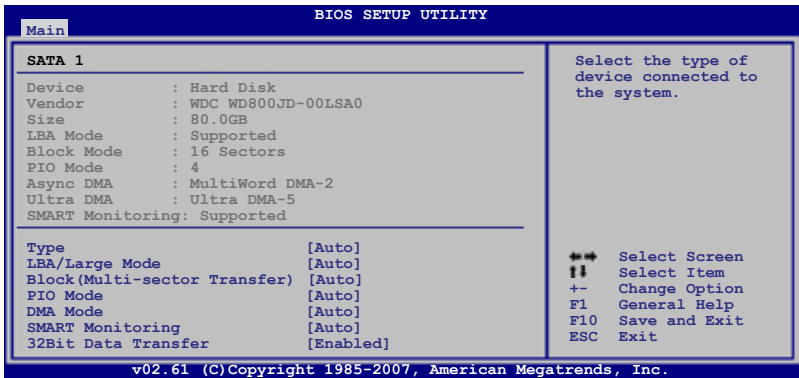 BIOS SETUP UTILITY
Main
SATA 1
Device : Hard Disk
Vendor : WDC WD800JD-00LSA0
Size : 80.0GB
LBA Mode : Supported
Block Mode : 16 Sectors
PIO Mode : 4
Async DMA : MultiWord DMA-2
Ultra DMA : Ultra DMA-5
SMART Monitoring: Supported
Type [Auto]
LBA/Large Mode [Auto]
Block(Multi-sector Transfer) [Auto]
PIO Mode [Auto]
DMA Mode [Auto]
SMART Monitoring [Auto]
32Bit Data Transfer [Enabled]
Select the type of
device connected to
the system.
Select Screen
Select Item
+- Change Option
F1 General Help
F10 Save and Exit
ESC Exit
v02.61 (C)Copyright 1985-2007, American Megatrends, Inc.